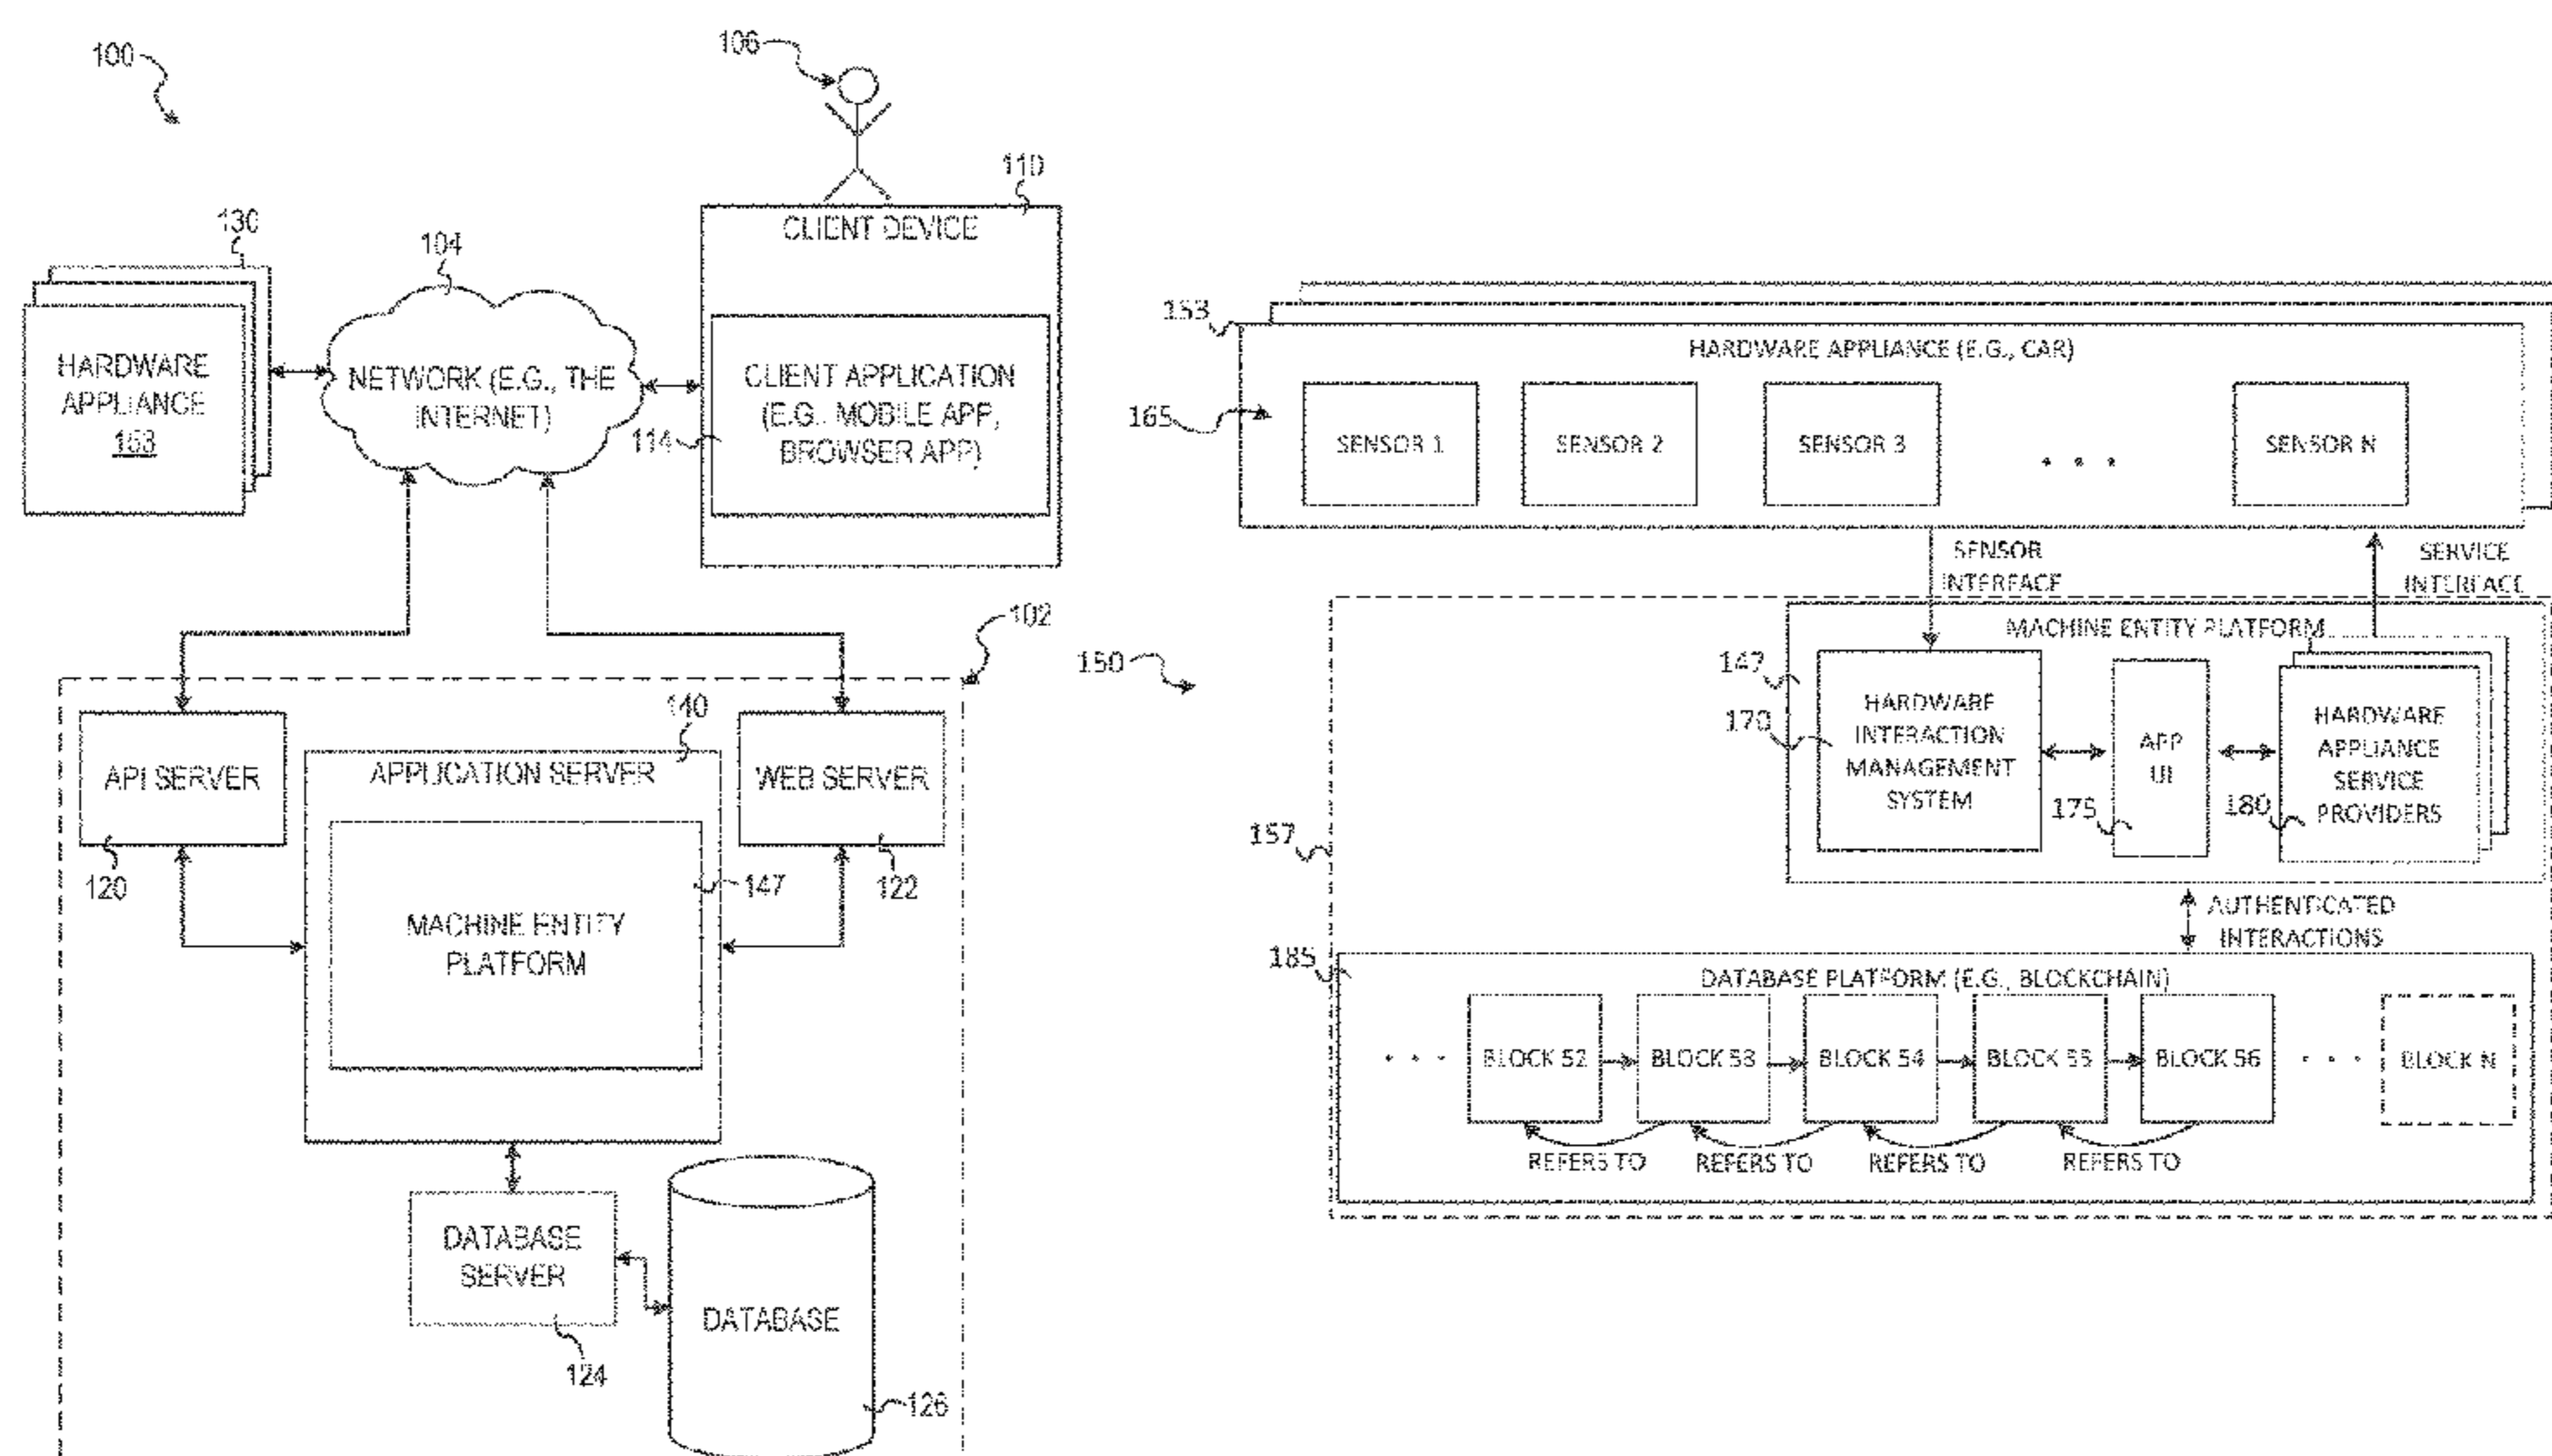 100
106
110
CLIENT DEVICE
130
104
HARDWARE
APPLIANCE
153
NETWORK (E.G., THE
INTERNET)
CLIENT APPLICATION
(E.G., MOBILE APP,
BROWSER APP)
114
102
API SERVER
120
140
APPLICATION SERVER
147
MACHINE ENTITY
PLATFORM
WEB SERVER
122
DATABASE
SERVER
124
DATABASE
126
153
HARDWARE APPLIANCE (E.G., CAR)
165
SENSOR 1
SENSOR 2
SENSOR 3
. . .
SENSOR N
SENSOR
INTERFACE
SERVICE
INTERFACE
150
157
MACHINE ENTITY PLATFORM
147
170
HARDWARE
INTERACTION
MANAGEMENT
SYSTEM
175
APP
UI
180
HARDWARE
APPLIANCE
SERVICE
PROVIDERS
AUTHENTICATED
INTERACTIONS
185
DATABASE PLATFORM (E.G., BLOCKCHAIN)
. . .
BLOCK 52
BLOCK 53
BLOCK 54
BLOCK 55
BLOCK 56
. . .
BLOCK N
REFERS TO
REFERS TO
REFERS TO
REFERS TO